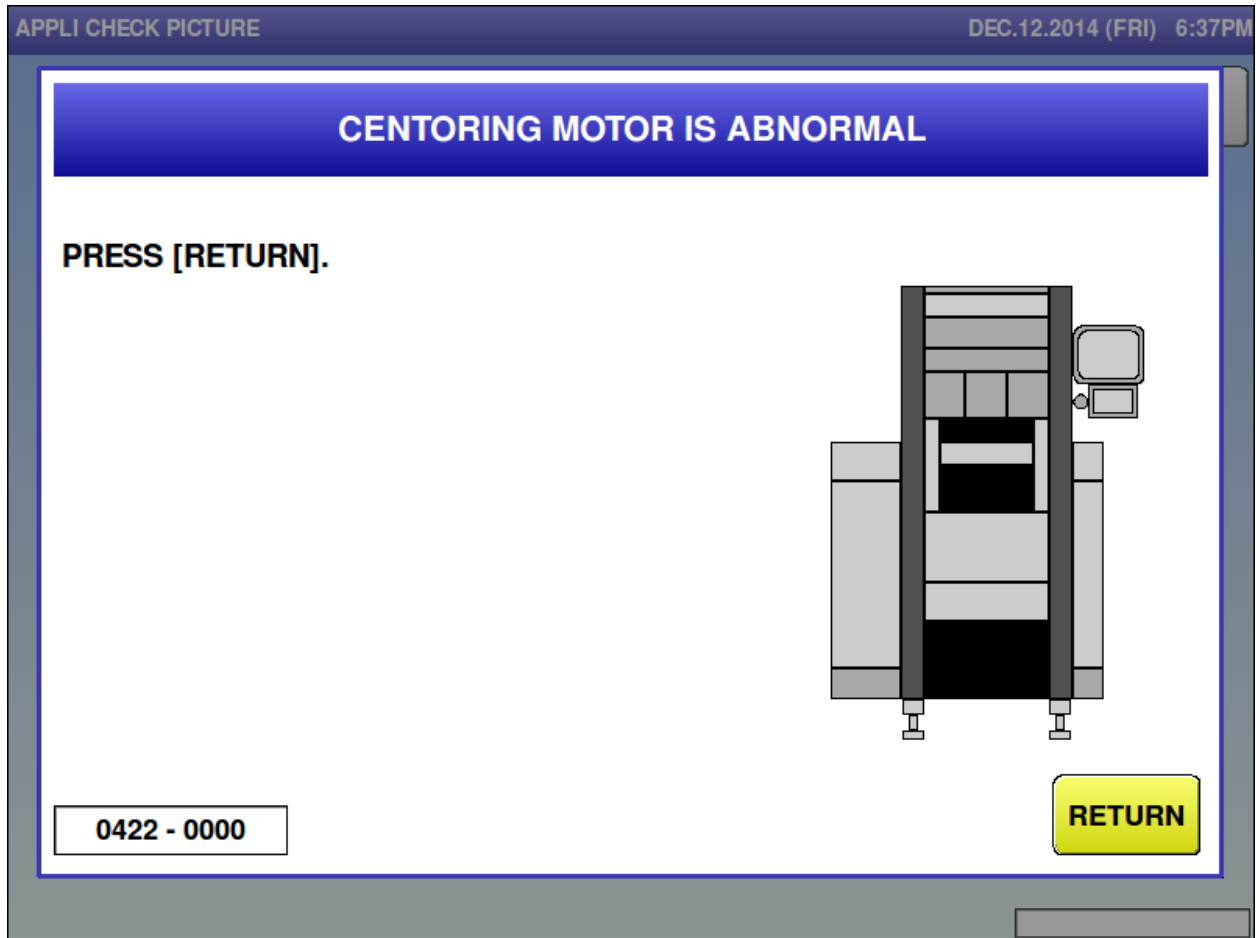 APPLI CHECK PICTURE DEC.12.2014 (FRI) 6:37PM
CENTORING MOTOR IS ABNORMAL
PRESS [RETURN].
0422 - 0000
RETURN